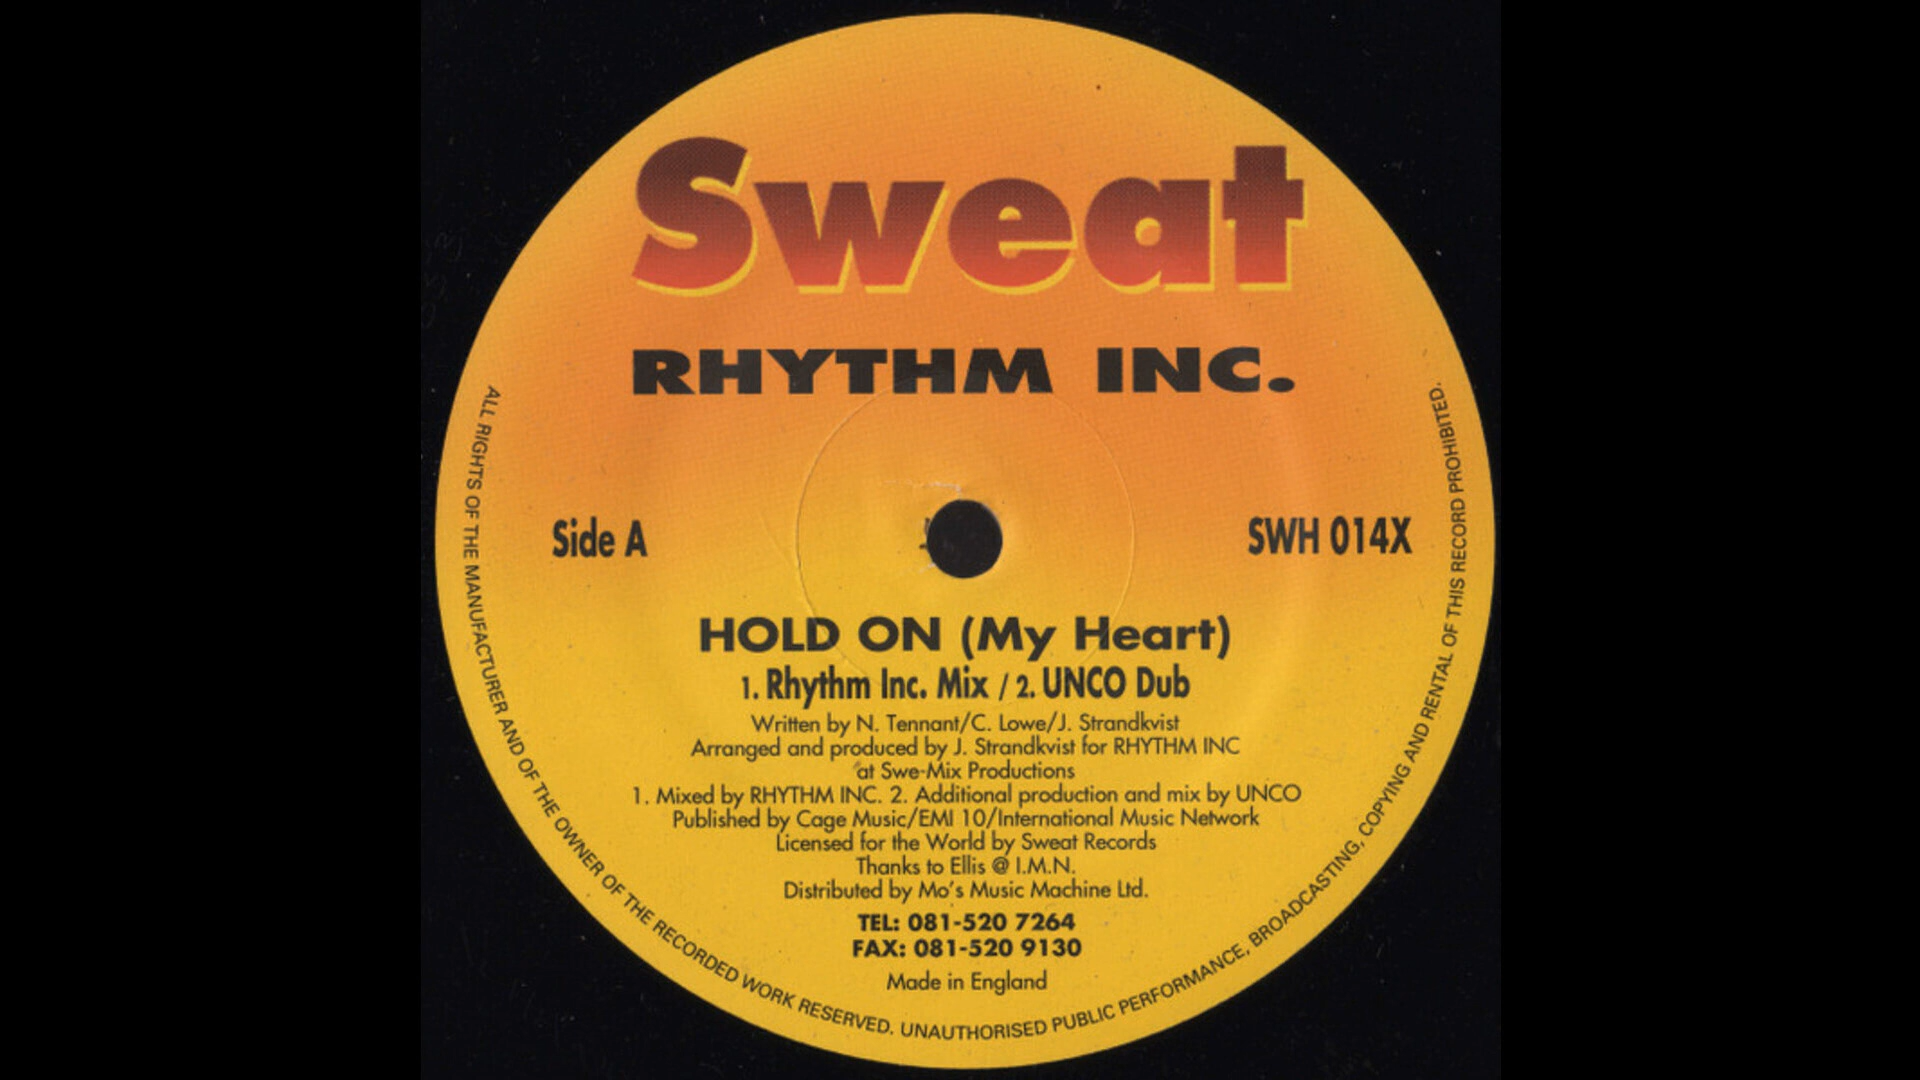 Sweat
RHYTHM INC.
Side A
SWH 014X
HOLD ON (My Heart)
1. Rhythm Inc. Mix / 2. UNCO Dub
Written by N. Tennant/C. Lowe/J. Strandkvist
Arranged and produced by J. Strandkvist for RHYTHM INC
at Swe-Mix Productions
1. Mixed by RHYTHM INC. 2. Additional production and mix by UNCO
Published by Cage Music/EMI 10/International Music Network
Licensed for the World by Sweat Records
Thanks to Ellis @ I.M.N.
Distributed by Mo's Music Machine Ltd.
TEL: 081-520 7264
FAX: 081-520 9130
Made in England
ALL RIGHTS OF THE MANUFACTURER AND OF THE OWNER OF THE RECORDED WORK RESERVED. UNAUTHORISED PUBLIC PERFORMANCE, BROADCASTING, COPYING AND RENTAL OF THIS RECORD PROHIBITED.